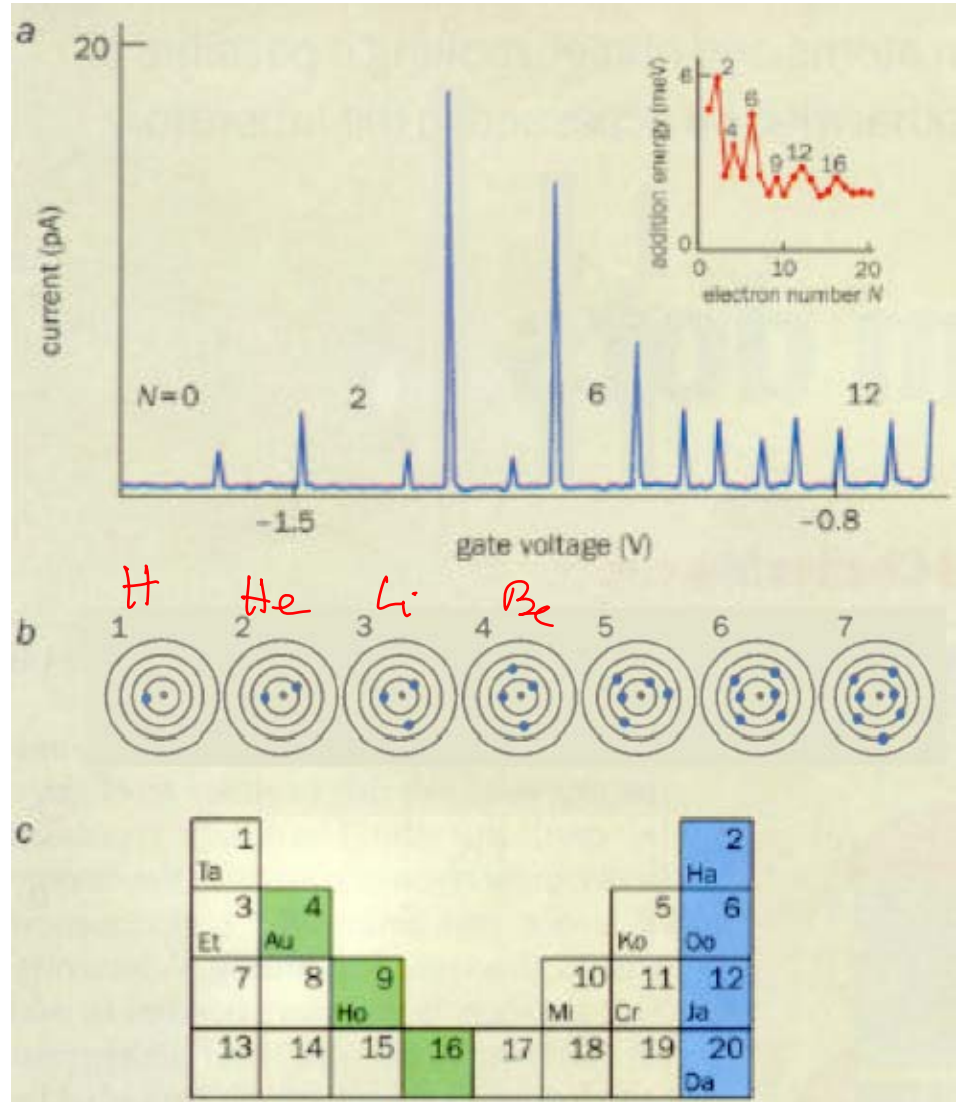 a
20
current (pA)
N=0
2
6
12
-1.5
-0.8
gate voltage (V)
addition energy (meV)
6
0
2
4
6
9
12
16
0
10
20
electron number N
H
He
Li
Be
b
1
2
3
4
5
6
7
c
1
Ta
2
Ha
3
Et
4
Au
5
Ko
6
Oo
7
8
9
Ho
10
Mi
11
Cr
12
Ja
13
14
15
16
17
18
19
20
Da